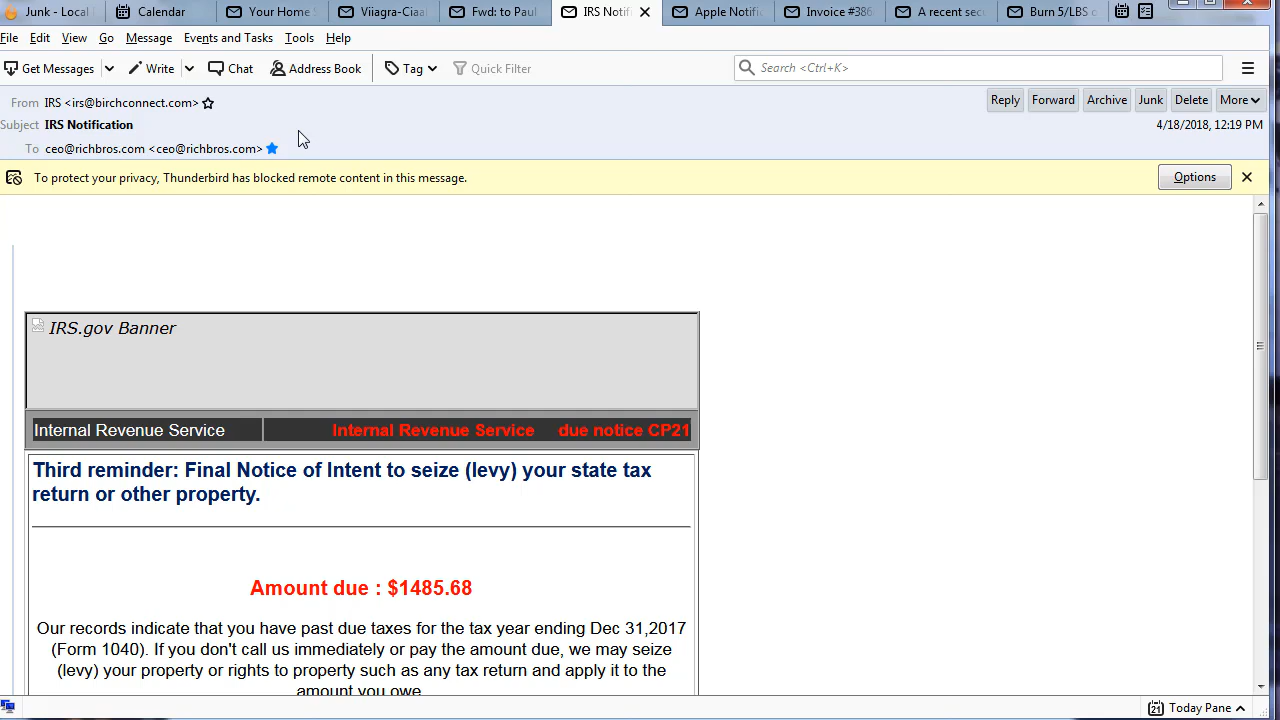 Junk - Local
Calendar
Your Home S
Viiagra-Ciaal
Fwd: to Paul
IRS Notifi
Apple Notifi
Invoice #386
A recent secu
Burn 5/LBS o
File Edit View Go Message Events and Tasks Tools Help
Get Messages Write Chat Address Book Tag Quick Filter Search <Ctrl+K>
From IRS <irs@birchconnect.com> Reply Forward Archive Junk Delete More
Subject IRS Notification 4/18/2018, 12:19 PM
To ceo@richbros.com <ceo@richbros.com>
To protect your privacy, Thunderbird has blocked remote content in this message. Options
IRS.gov Banner
Internal Revenue Service Internal Revenue Service due notice CP21
Third reminder: Final Notice of Intent to seize (levy) your state tax
return or other property.
Amount due : $1485.68
Our records indicate that you have past due taxes for the tax year ending Dec 31,2017
(Form 1040). If you don't call us immediately or pay the amount due, we may seize
(levy) your property or rights to property such as any tax return and apply it to the
amount you owe
21 Today Pane